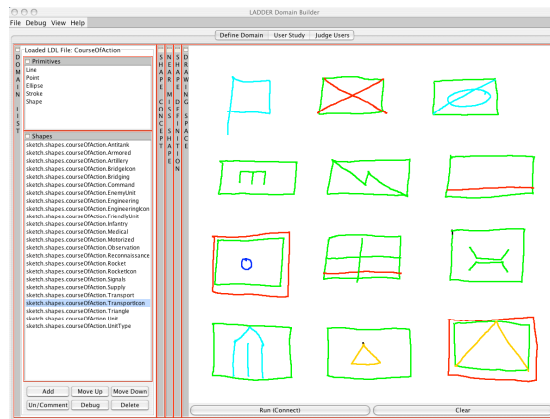 LADDER Domain Builder
File Debug View Help
Define Domain User Study Judge Users
DOMAIN LIST
Loaded LDL File: CourseOfAction
Primitives
Line
Point
Ellipse
Stroke
Shape
Shapes
sketch.shapes.courseOfAction.Antitank
sketch.shapes.courseOfAction.Armored
sketch.shapes.courseOfAction.Artillery
sketch.shapes.courseOfAction.BridgeIcon
sketch.shapes.courseOfAction.Bridging
sketch.shapes.courseOfAction.Command
sketch.shapes.courseOfAction.EnemyUnit
sketch.shapes.courseOfAction.Engineering
sketch.shapes.courseOfAction.EngineeringIcon
sketch.shapes.courseOfAction.FriendlyUnit
sketch.shapes.courseOfAction.Infantry
sketch.shapes.courseOfAction.Medical
sketch.shapes.courseOfAction.Motorized
sketch.shapes.courseOfAction.Observation
sketch.shapes.courseOfAction.Reconnaissance
sketch.shapes.courseOfAction.Rocket
sketch.shapes.courseOfAction.RocketIcon
sketch.shapes.courseOfAction.Signals
sketch.shapes.courseOfAction.Supply
sketch.shapes.courseOfAction.Transport
sketch.shapes.courseOfAction.TransportIcon
sketch.shapes.courseOfAction.Triangle
sketch.shapes.courseOfAction.Unit
sketch.shapes.courseOfAction.UnitType
Add Move Up Move Down
Un/Comment Debug Delete
SHAPE CONCEPT
NEAR MISS SHAPE
SHAPE DEFINITION
DRAWING SPACE
Run (Connect) Clear